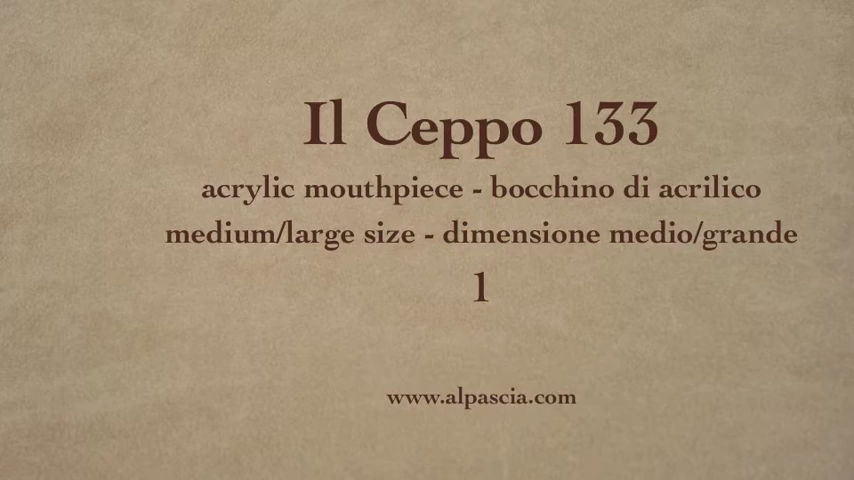 Il Ceppo 133
acrylic mouthpiece - bocchino di acrilico
medium/large size - dimensione medio/grande
1
www.alpascia.com